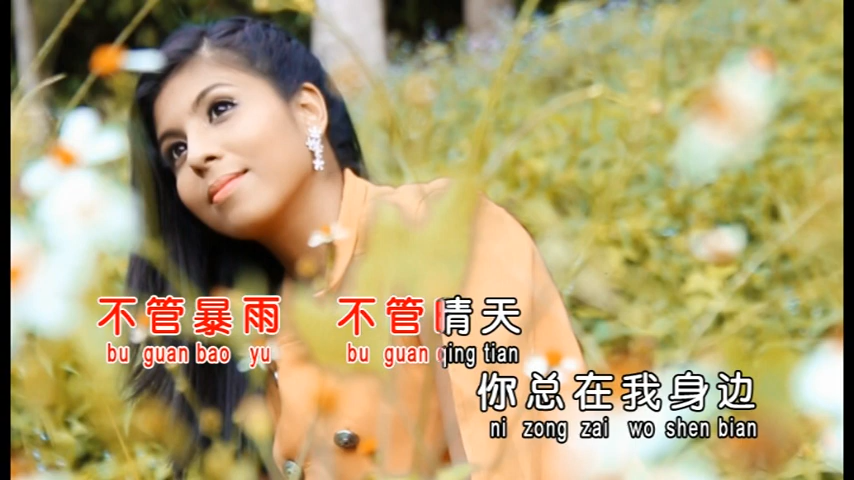 不管暴雨 不管晴天
bu guan bao yu bu guan qing tian
你总在我身边
ni zong zai wo shen bian